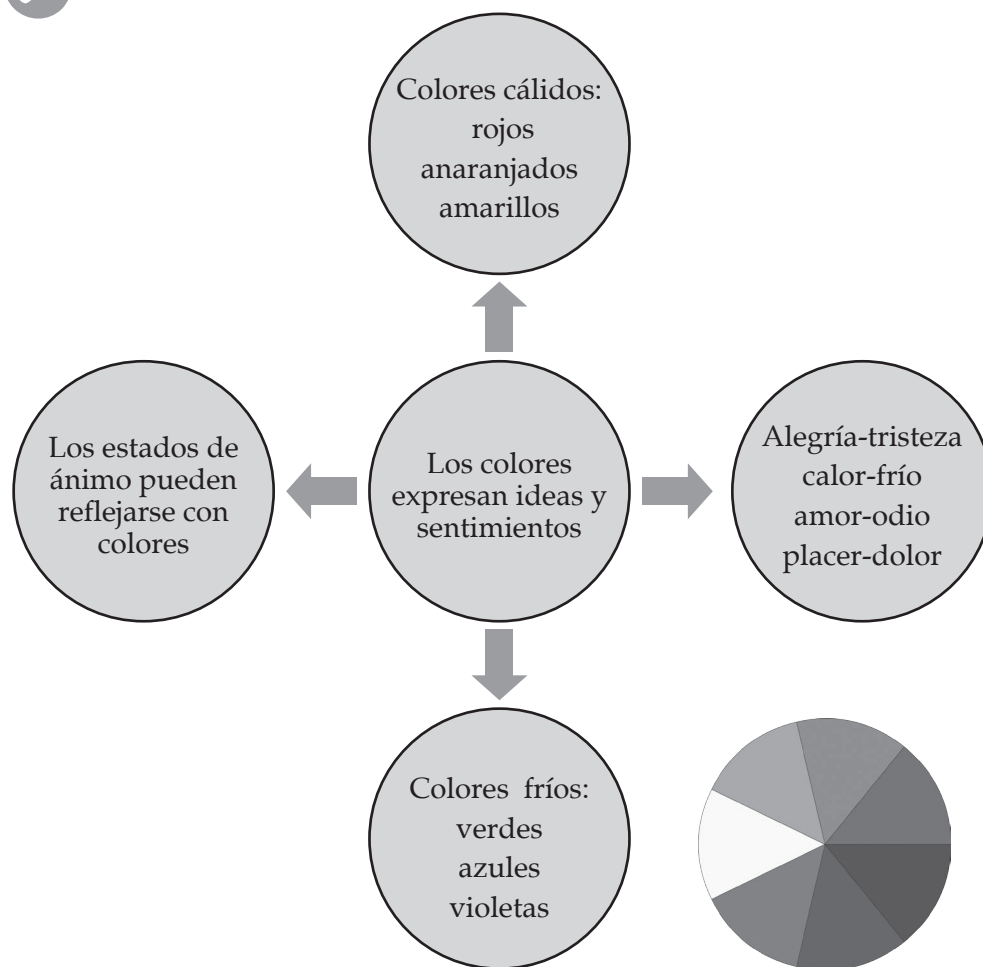 Colores cálidos:
rojos
anaranjados
amarillos
Los estados de
ánimo pueden
reflejarse con
colores
Los colores
expresan ideas y
sentimientos
Alegría-tristeza
calor-frío
amor-odio
placer-dolor
Colores fríos:
verdes
azules
violetas